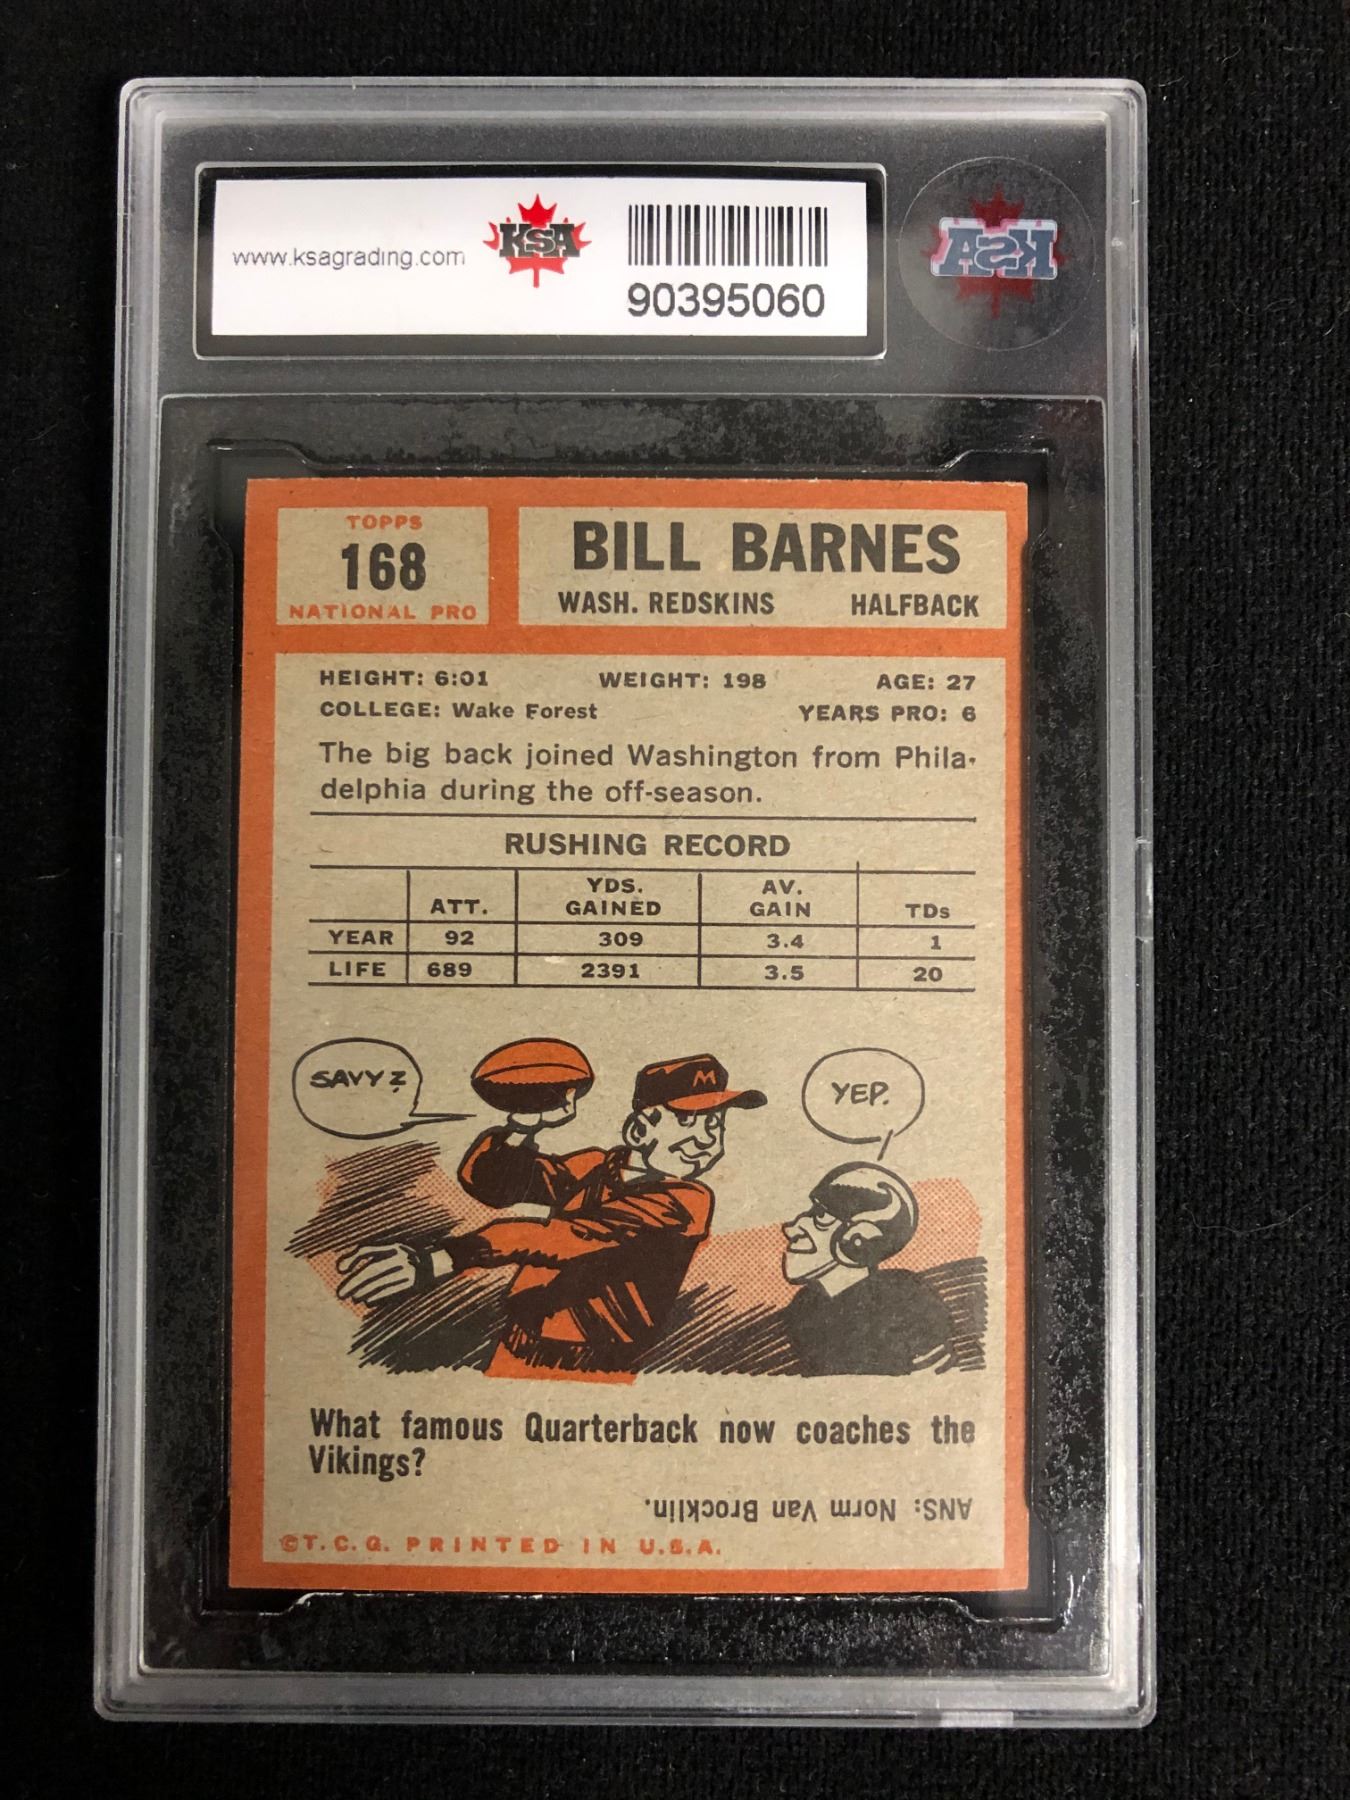 www.ksagrading.com
KSA
90395060
KSA
TOPPS
168
NATIONAL PRO
BILL BARNES
WASH. REDSKINS HALFBACK
HEIGHT: 6:01 WEIGHT: 198 AGE: 27
COLLEGE: Wake Forest YEARS PRO: 6
The big back joined Washington from Phila-
delphia during the off-season.
RUSHING RECORD
ATT. YDS. GAINED AV. GAIN TDs
YEAR 92 309 3.4 1
LIFE 689 2391 3.5 20
SAVVY?
M
YEP.
What famous Quarterback now coaches the
Vikings?
ANS: Norm Van Brocklin.
©T.C.G. PRINTED IN U.S.A.